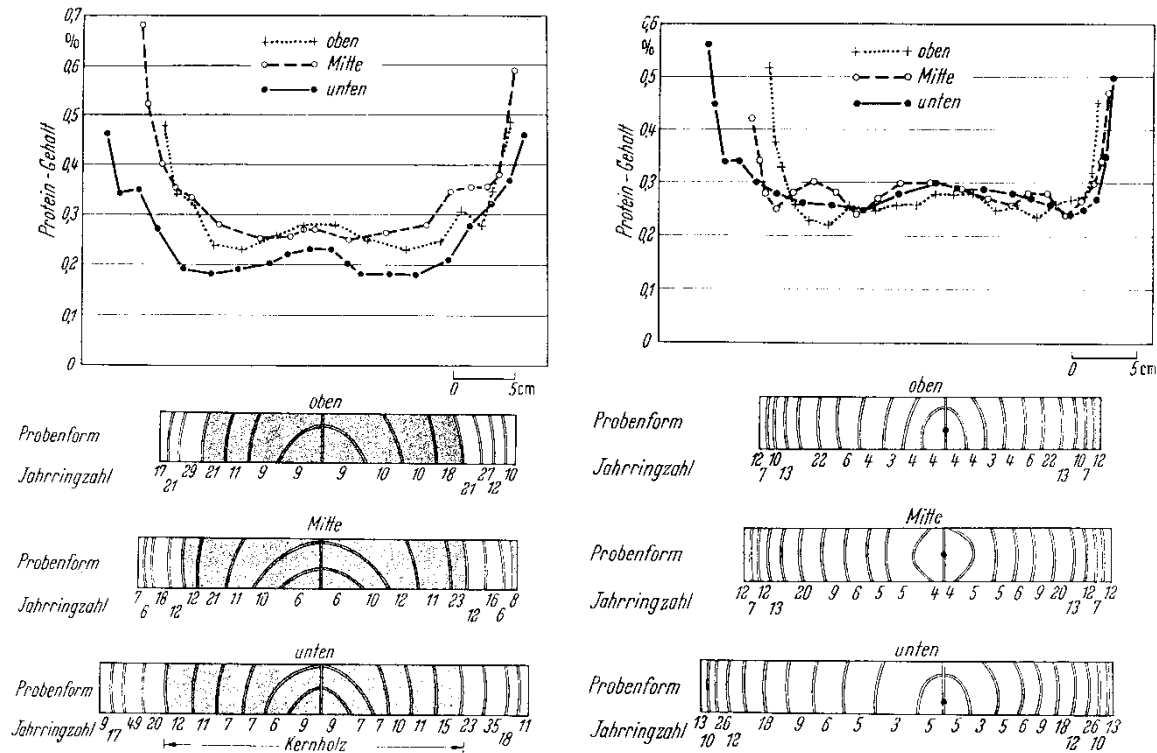 0,7
%
0,6
0,5
0,4
0,3
0,2
0,1
0
Protein-Gehalt
oben
Mitte
unten
0 5cm
oben
Probenform
Jahrringzahl
17 21 29 21 11 9 9 9 10 10 18 21 27 12 10
Mitte
Probenform
Jahrringzahl
7 6 18 12 12 21 11 10 6 6 10 12 11 23 12 16 6 8
unten
Probenform
Jahrringzahl
9 17 49 20 12 11 7 7 6 9 9 7 7 10 11 15 23 35 18 11
Kernholz
0,6
%
0,5
0,4
0,3
0,2
0,1
0
Protein-Gehalt
oben
Mitte
unten
0 5cm
oben
Probenform
Jahrringzahl
12 7 10 13 22 6 4 3 4 4 4 4 3 4 6 22 13 10 7 12
Mitte
Probenform
Jahrringzahl
12 7 12 13 20 9 6 5 5 4 4 5 5 6 9 20 13 12 7 12
unten
Probenform
Jahrringzahl
13 10 26 12 18 9 6 5 3 5 5 3 5 6 9 18 12 26 10 13